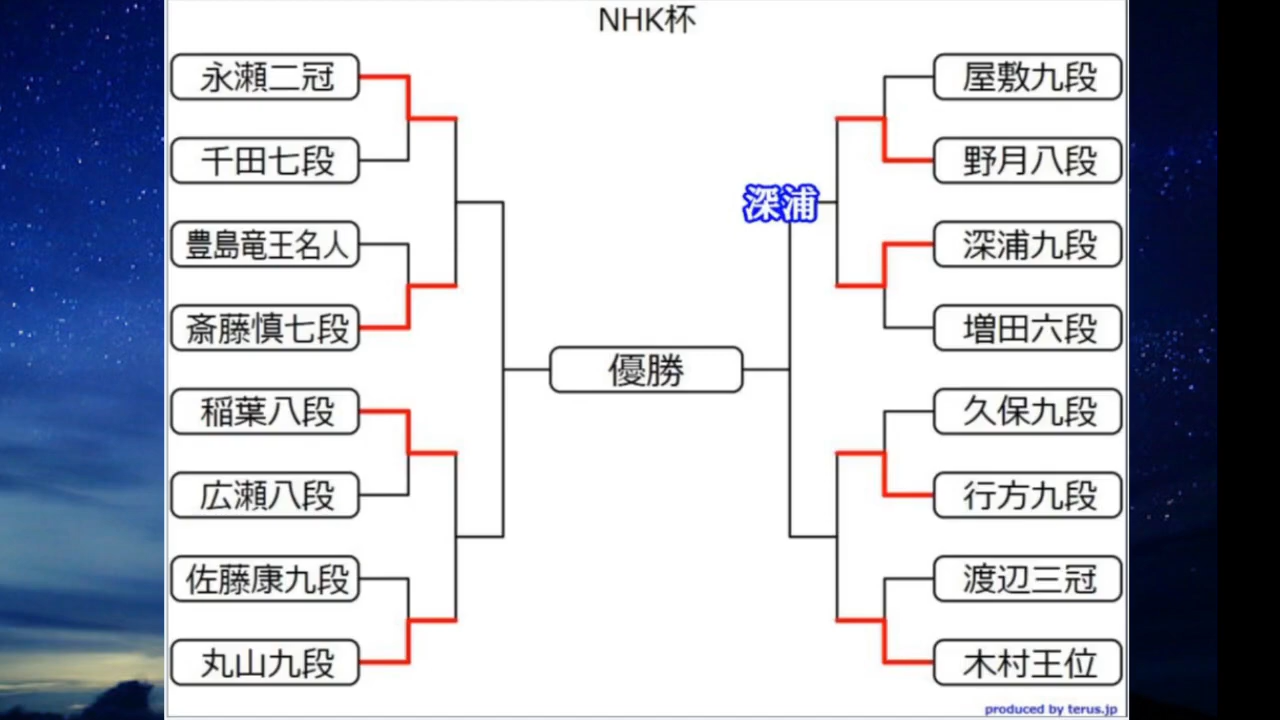 NHK杯
永瀬二冠
千田七段
豊島竜王名人
斎藤慎七段
稲葉八段
広瀬八段
佐藤康九段
丸山九段
優勝
深浦
屋敷九段
野月八段
深浦九段
増田六段
久保九段
行方九段
渡辺三冠
木村王位
produced by terus.jp